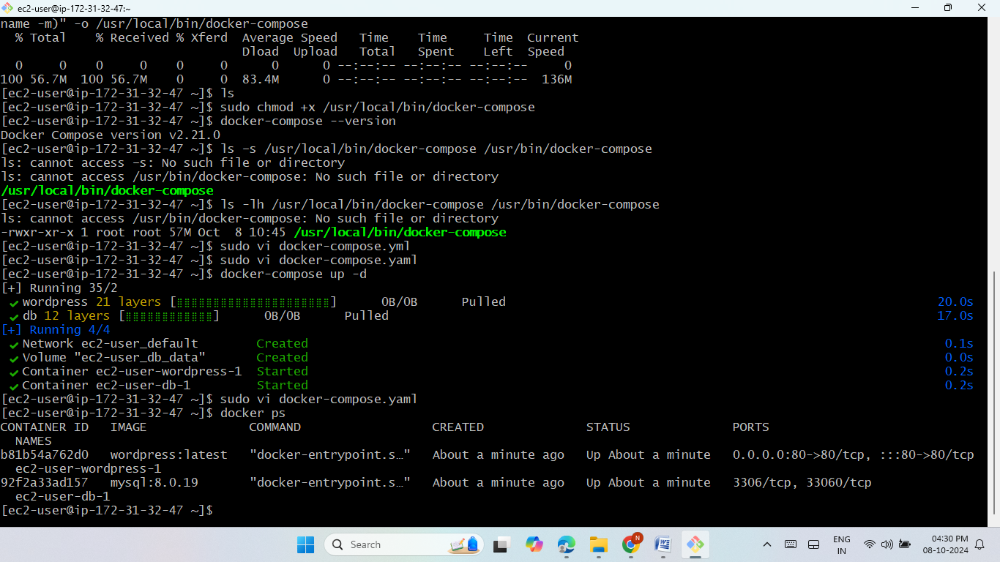 ec2-user@ip-172-31-32-47:~
name -m)" -o /usr/local/bin/docker-compose
% Total % Received % Xferd Average Speed Time Time Time Current
Dload Upload Total Spent Left Speed
0 0 0 0 0 0 0 0 --:--:-- --:--:-- --:--:-- 0
100 56.7M 100 56.7M 0 0 83.4M 0 --:--:-- --:--:-- --:--:-- 136M
[ec2-user@ip-172-31-32-47 ~]$ ls
[ec2-user@ip-172-31-32-47 ~]$ sudo chmod +x /usr/local/bin/docker-compose
[ec2-user@ip-172-31-32-47 ~]$ docker-compose --version
Docker Compose version v2.21.0
[ec2-user@ip-172-31-32-47 ~]$ ls –s /usr/local/bin/docker-compose /usr/bin/docker-compose
ls: cannot access –s: No such file or directory
ls: cannot access /usr/bin/docker-compose: No such file or directory
/usr/local/bin/docker-compose
[ec2-user@ip-172-31-32-47 ~]$ ls -lh /usr/local/bin/docker-compose /usr/bin/docker-compose
ls: cannot access /usr/bin/docker-compose: No such file or directory
-rwxr-xr-x 1 root root 57M Oct  8 10:45 /usr/local/bin/docker-compose
[ec2-user@ip-172-31-32-47 ~]$ sudo vi docker-compose.yml
[ec2-user@ip-172-31-32-47 ~]$ sudo vi docker-compose.yaml
[ec2-user@ip-172-31-32-47 ~]$ docker-compose up -d
[+] Running 35/2
✔ wordpress 21 layers [⣿⣿⣿⣿⣿⣿⣿⣿⣿⣿⣿⣿⣿⣿⣿⣿⣿⣿⣿⣿⣿] 0B/0B Pulled 20.0s
✔ db 12 layers [⣿⣿⣿⣿⣿⣿⣿⣿⣿⣿⣿⣿] 0B/0B Pulled 17.0s
[+] Running 4/4
✔ Network ec2-user_default Created 0.1s
✔ Volume "ec2-user_db_data" Created 0.0s
✔ Container ec2-user-wordpress-1 Started 0.2s
✔ Container ec2-user-db-1 Started 0.2s
[ec2-user@ip-172-31-32-47 ~]$ sudo vi docker-compose.yaml
[ec2-user@ip-172-31-32-47 ~]$ docker ps
CONTAINER ID IMAGE COMMAND CREATED STATUS PORTS
NAMES
b81b54a762d0 wordpress:latest "docker-entrypoint.s…" About a minute ago Up About a minute 0.0.0.0:80->80/tcp, :::80->80/tcp
ec2-user-wordpress-1
92f2a33ad157 mysql:8.0.19 "docker-entrypoint.s…" About a minute ago Up About a minute 3306/tcp, 33060/tcp
ec2-user-db-1
[ec2-user@ip-172-31-32-47 ~]$
Search
N
W
ENG
IN
04:30 PM
08-10-2024